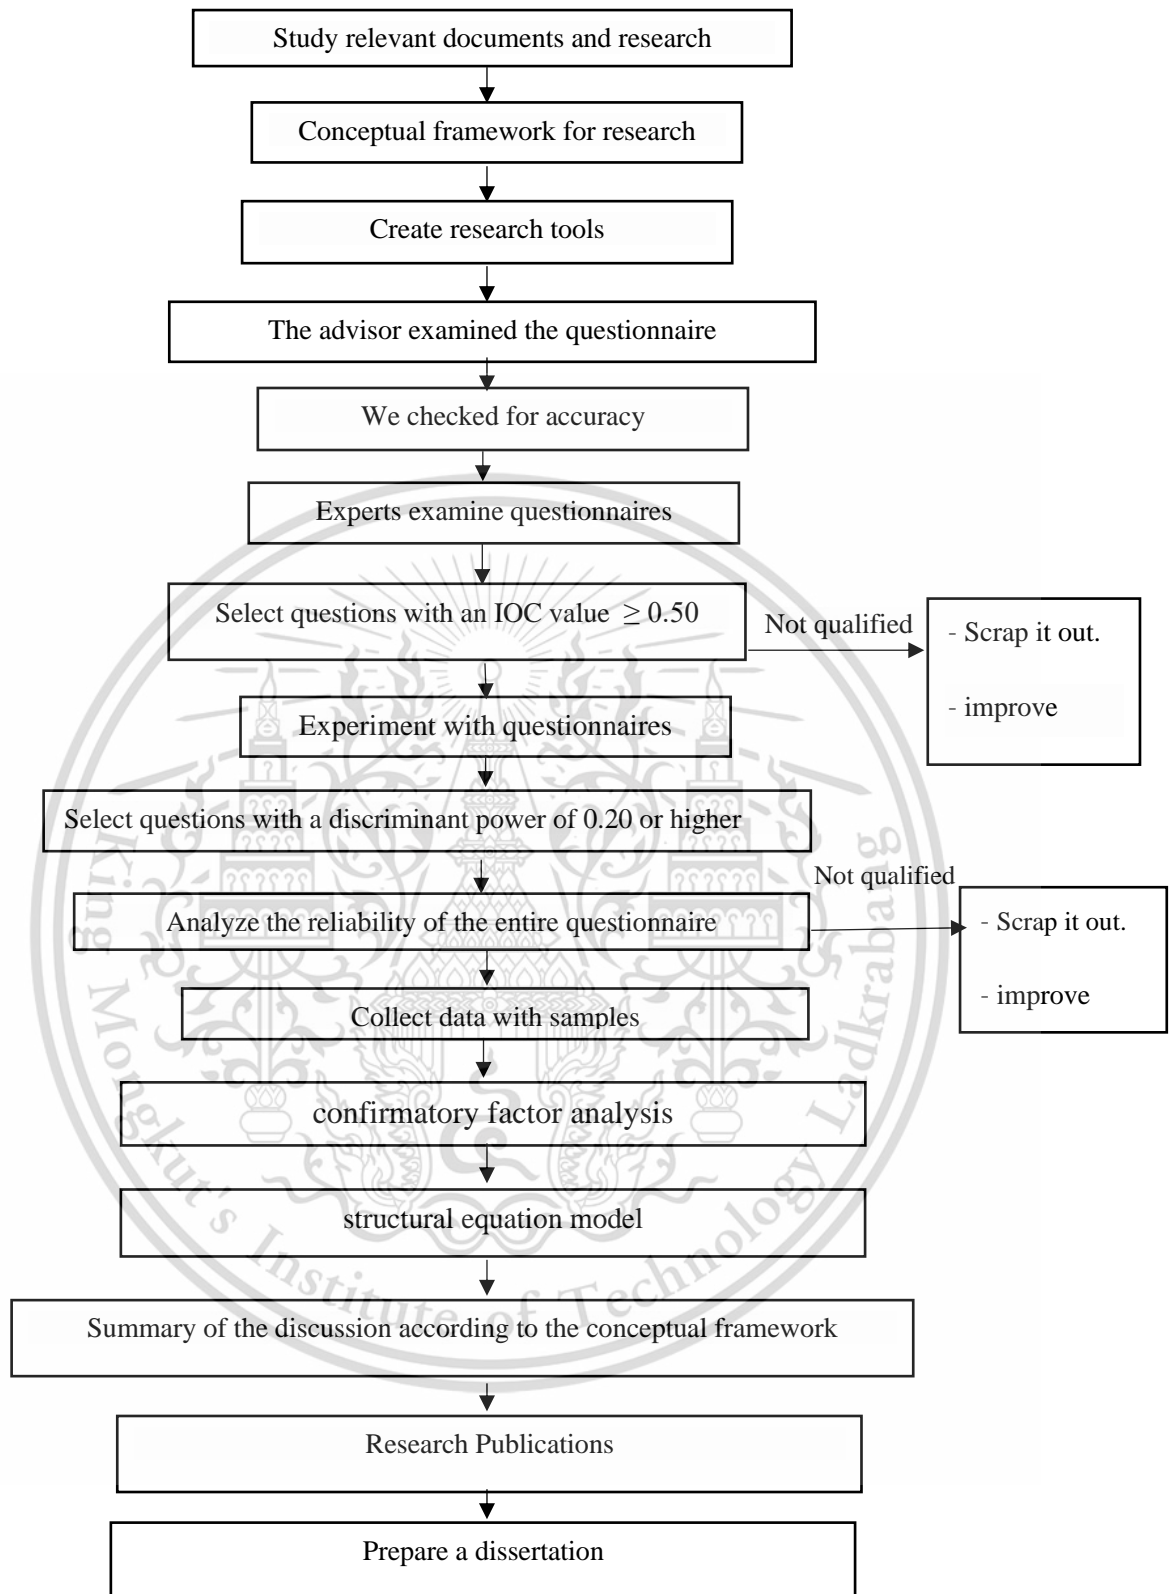 Study relevant documents and research
Conceptual framework for research
Create research tools
The advisor examined the questionnaire
We checked for accuracy
Experts examine questionnaires
Select questions with an IOC value ≥ 0.50
Not qualified
- Scrap it out.
- improve
Experiment with questionnaires
Select questions with a discriminant power of 0.20 or higher
Not qualified
Analyze the reliability of the entire questionnaire
- Scrap it out.
- improve
Collect data with samples
confirmatory factor analysis
structural equation model
Summary of the discussion according to the conceptual framework
Research Publications
Prepare a dissertation
King Mongkut's Institute of Technology Ladkrabang